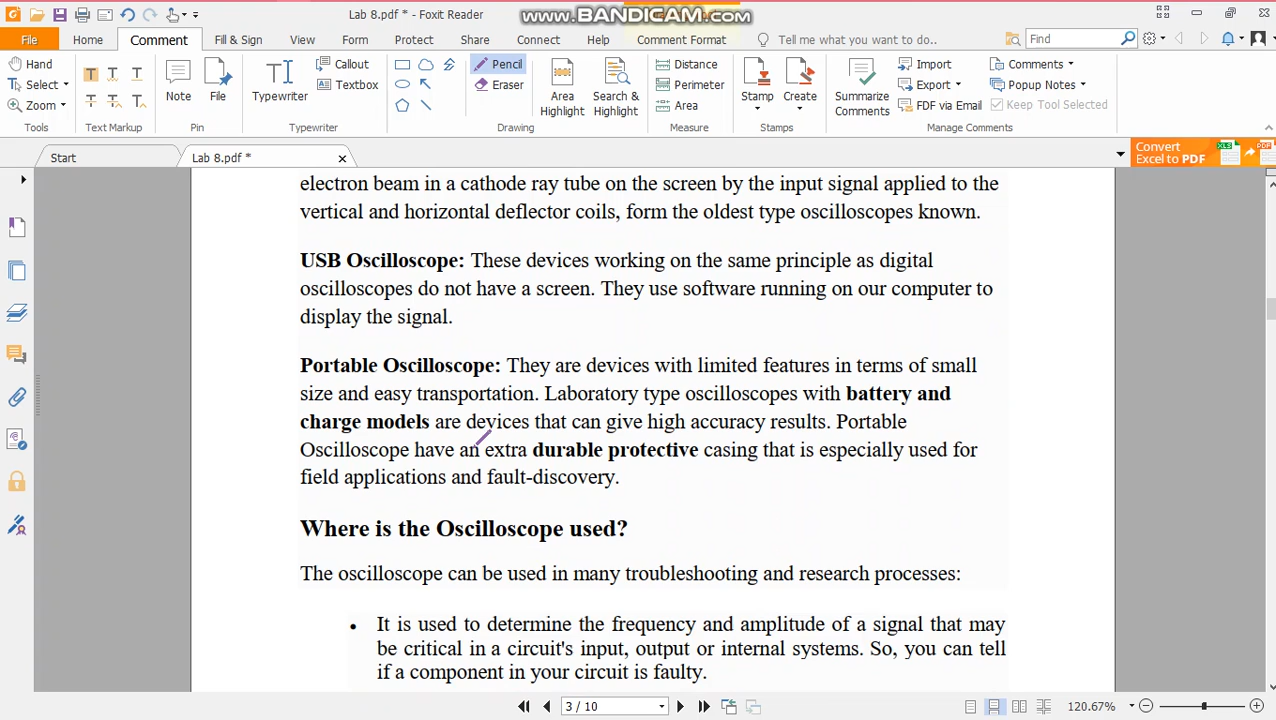 Lab 8.pdf * - Foxit Reader
www.BANDICAM.com
File Home Comment Fill & Sign View Form Protect Share Connect Help Comment Format Tell me what you want to do.. Find
Hand
Select
Zoom
Tools
Text Markup
Note
File
Pin
Typewriter
Callout
Textbox
Typewriter
Pencil
Eraser
Drawing
Area Highlight
Search & Highlight
Distance
Perimeter
Area
Measure
Stamp
Create
Stamps
Summarize Comments
Import
Export
FDF via Email
Comments
Popup Notes
Keep Tool Selected
Manage Comments
Start
Lab 8.pdf *
Convert
Excel to PDF
electron beam in a cathode ray tube on the screen by the input signal applied to the
vertical and horizontal deflector coils, form the oldest type oscilloscopes known.
USB Oscilloscope: These devices working on the same principle as digital
oscilloscopes do not have a screen. They use software running on our computer to
display the signal.
Portable Oscilloscope: They are devices with limited features in terms of small
size and easy transportation. Laboratory type oscilloscopes with battery and
charge models are devices that can give high accuracy results. Portable
Oscilloscope have an extra durable protective casing that is especially used for
field applications and fault-discovery.
Where is the Oscilloscope used?
The oscilloscope can be used in many troubleshooting and research processes:
• It is used to determine the frequency and amplitude of a signal that may
be critical in a circuit's input, output or internal systems. So, you can tell
if a component in your circuit is faulty.
3 / 10
120.67%